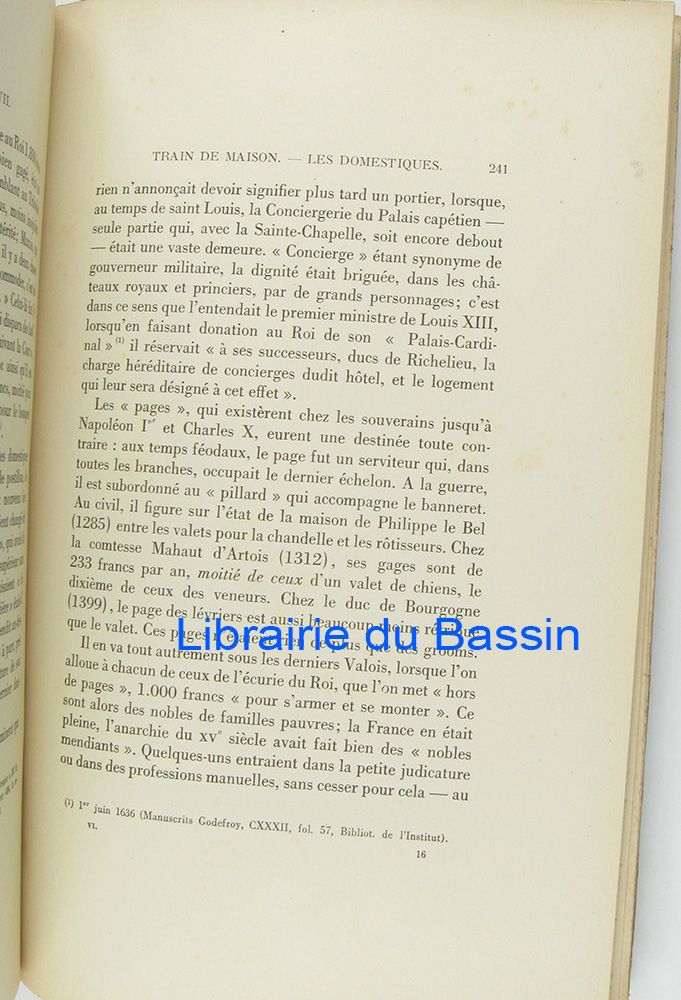 TRAIN DE MAISON. — LES DOMESTIQUES. 241
rien n'annonçait devoir signifier plus tard un portier, lorsque,
au temps de saint Louis, la Conciergerie du Palais capétien —
seule partie qui, avec la Sainte-Chapelle, soit encore debout
— était une vaste demeure. « Concierge » étant synonyme de
gouverneur militaire, la dignité était briguée, dans les châ-
teaux royaux et princiers, par de grands personnages; c'est
dans ce sens que l'entendait le premier ministre de Louis XIII,
lorsqu'en faisant donation au Roi de son « Palais-Cardi-
nal » (1) il réservait « à ses successeurs, ducs de Richelieu, la
charge héréditaire de concierges dudit hôtel, et le logement
qui leur sera désigné à cet effet ».
Les « pages », qui existèrent chez les souverains jusqu'à
Napoléon Ier et Charles X, eurent une destinée toute con-
traire : aux temps féodaux, le page fut un serviteur qui, dans
toutes les branches, occupait le dernier échelon. A la guerre,
il est subordonné au « pillard » qui accompagne le banneret.
Au civil, il figure sur l'état de la maison de Philippe le Bel
(1285) entre les valets pour la chandelle et les rôtisseurs. Chez
la comtesse Mahaut d'Artois (1312), ses gages sont de
233 francs par an, moitié de ceux d'un valet de chiens, le
dixième de ceux des veneurs. Chez le duc de Bourgogne
(1399), le page des lévriers est aussi beaucoup moins rétribué
que le valet. Ces pages n'étaient rien de plus que des grooms.
Librairie du Bassin
Il en va tout autrement sous les derniers Valois, lorsque l'on
alloue à chacun de ceux de l'écurie du Roi, que l'on met « hors
de pages », 1.000 francs « pour s'armer et se monter ». Ce
sont alors des nobles de familles pauvres; la France en était
pleine, l'anarchie du XVe siècle avait fait bien des « nobles
mendiants ». Quelques-uns entraient dans la petite judicature
ou dans des professions manuelles, sans cesser pour cela — au
(1) 1er juin 1636 (Manuscrits Godefroy, CXXXII, fol. 57, Bibliot. de l'Institut).
VI.
16